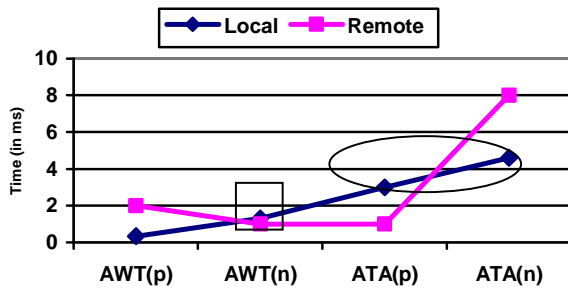 Local Remote
10
8
6
4
2
0
Time (in ms)
AWT(p) AWT(n) ATA(p) ATA(n)